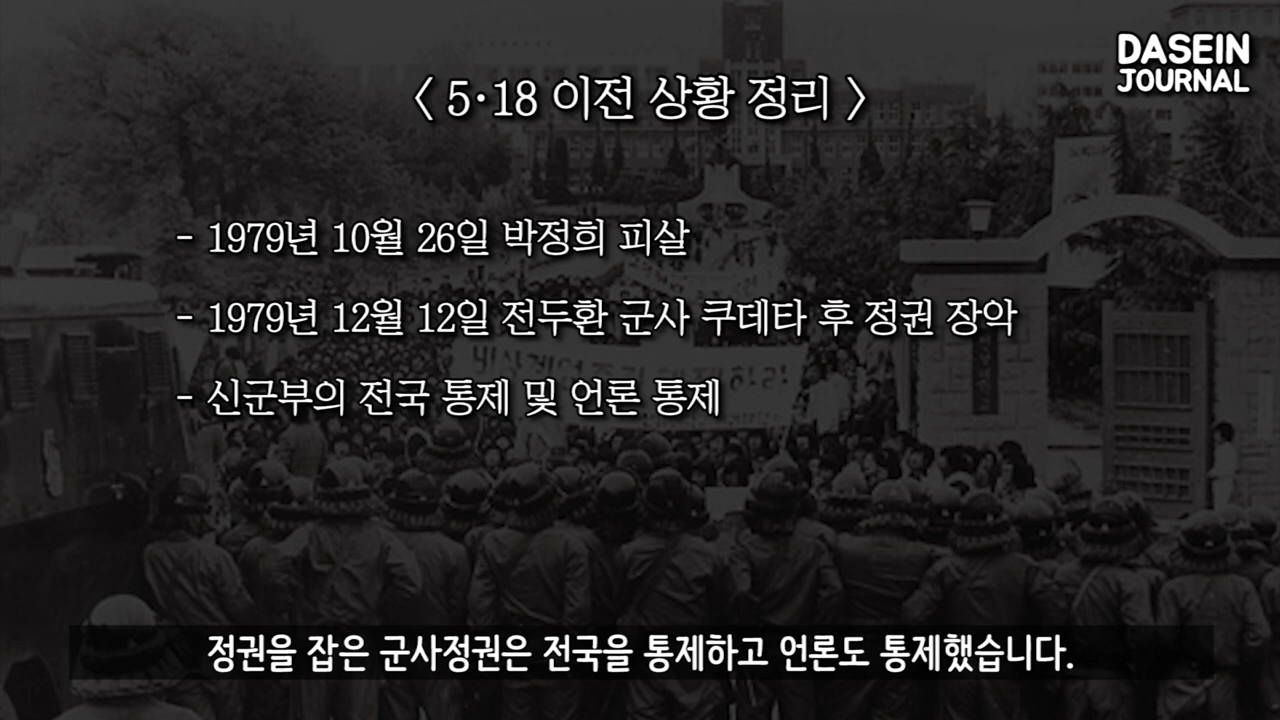 DASEIN
JOURNAL
〈 5·18 이전 상황 정리 〉
- 1979년 10월 26일 박정희 피살
- 1979년 12월 12일 전두환 군사 쿠데타 후 정권 장악
- 신군부의 전국 통제 및 언론 통제
정권을 잡은 군사정권은 전국을 통제하고 언론도 통제했습니다.